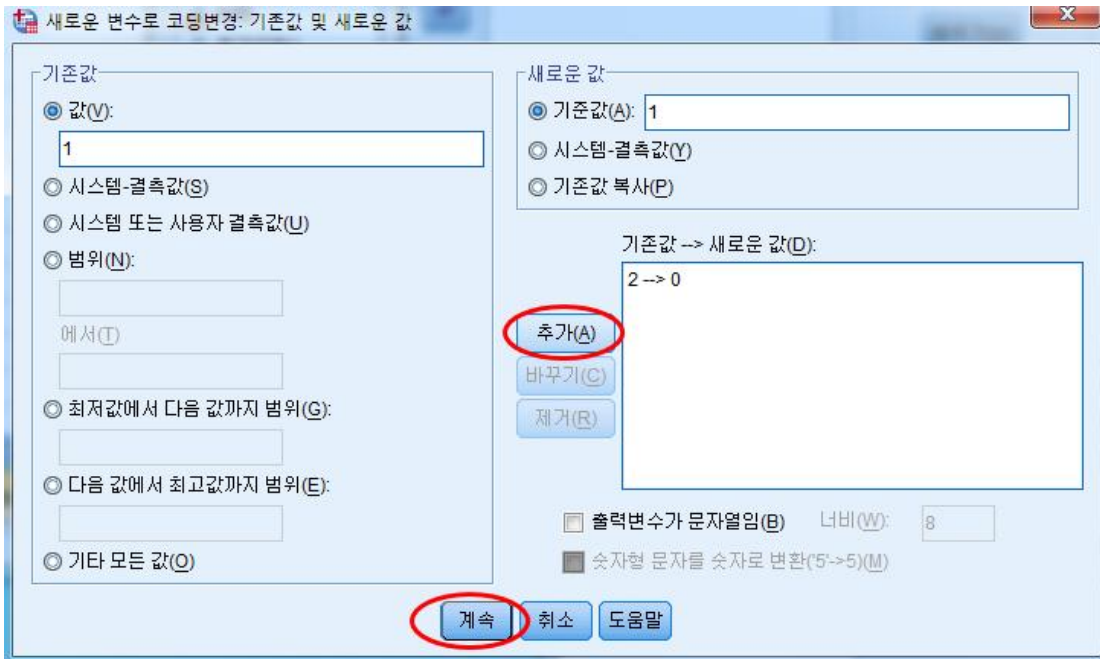 새로운 변수로 코딩변경: 기존값 및 새로운 값
기존값
값(V):
1
시스템-결측값(S)
시스템 또는 사용자 결측값(U)
범위(N):
에서(T)
최저값에서 다음 값까지 범위(G):
다음 값에서 최고값까지 범위(E):
기타 모든 값(O)
새로운 값
기준값(A): 1
시스템-결측값(Y)
기존값 복사(P)
기존값 --> 새로운 값(D):
2 --> 0
추가(A)
바꾸기(C)
제거(R)
출력변수가 문자열임(B) 너비(W): 8
숫자형 문자를 숫자로 변환('5'->5)(M)
계속 취소 도움말